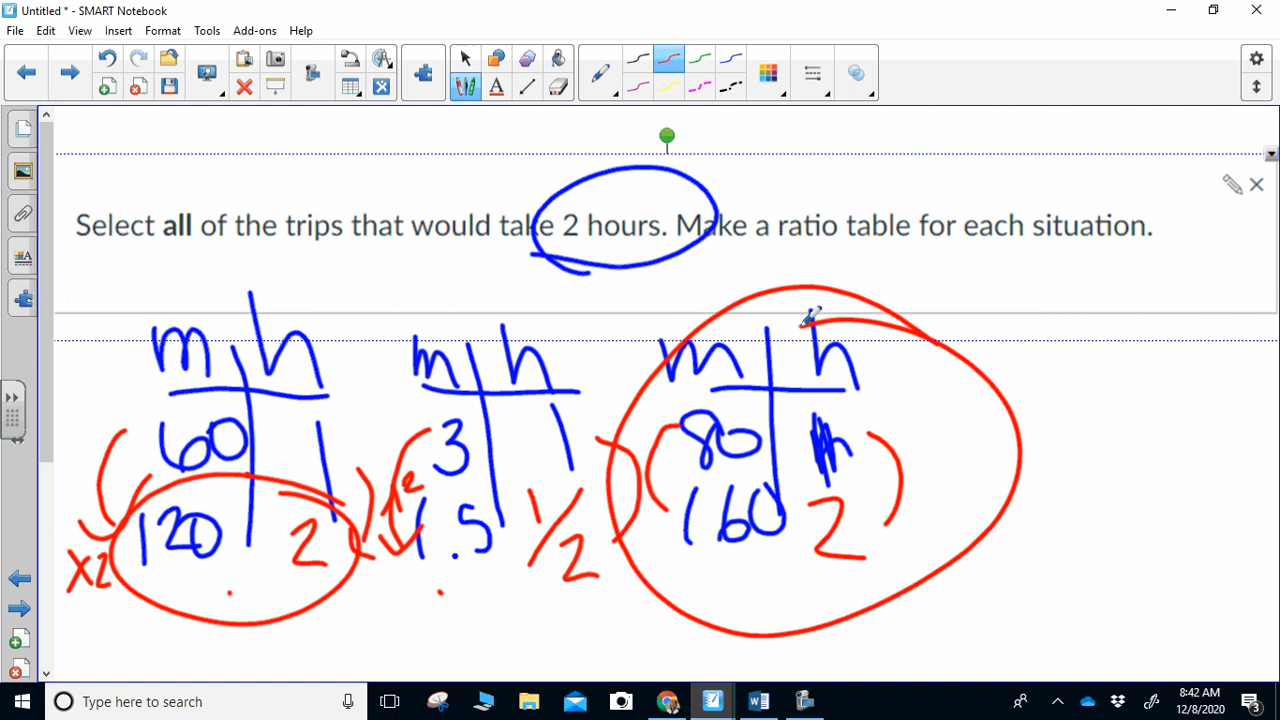 Untitled * - SMART Notebook
File Edit View Insert Format Tools Add-ons Help
Select all of the trips that would take 2 hours. Make a ratio table for each situation.
m h m h m h
60 1 3 1 80
120 2 1.5 1/2 160 2
x2
Type here to search
8:42 AM
12/8/2020
3